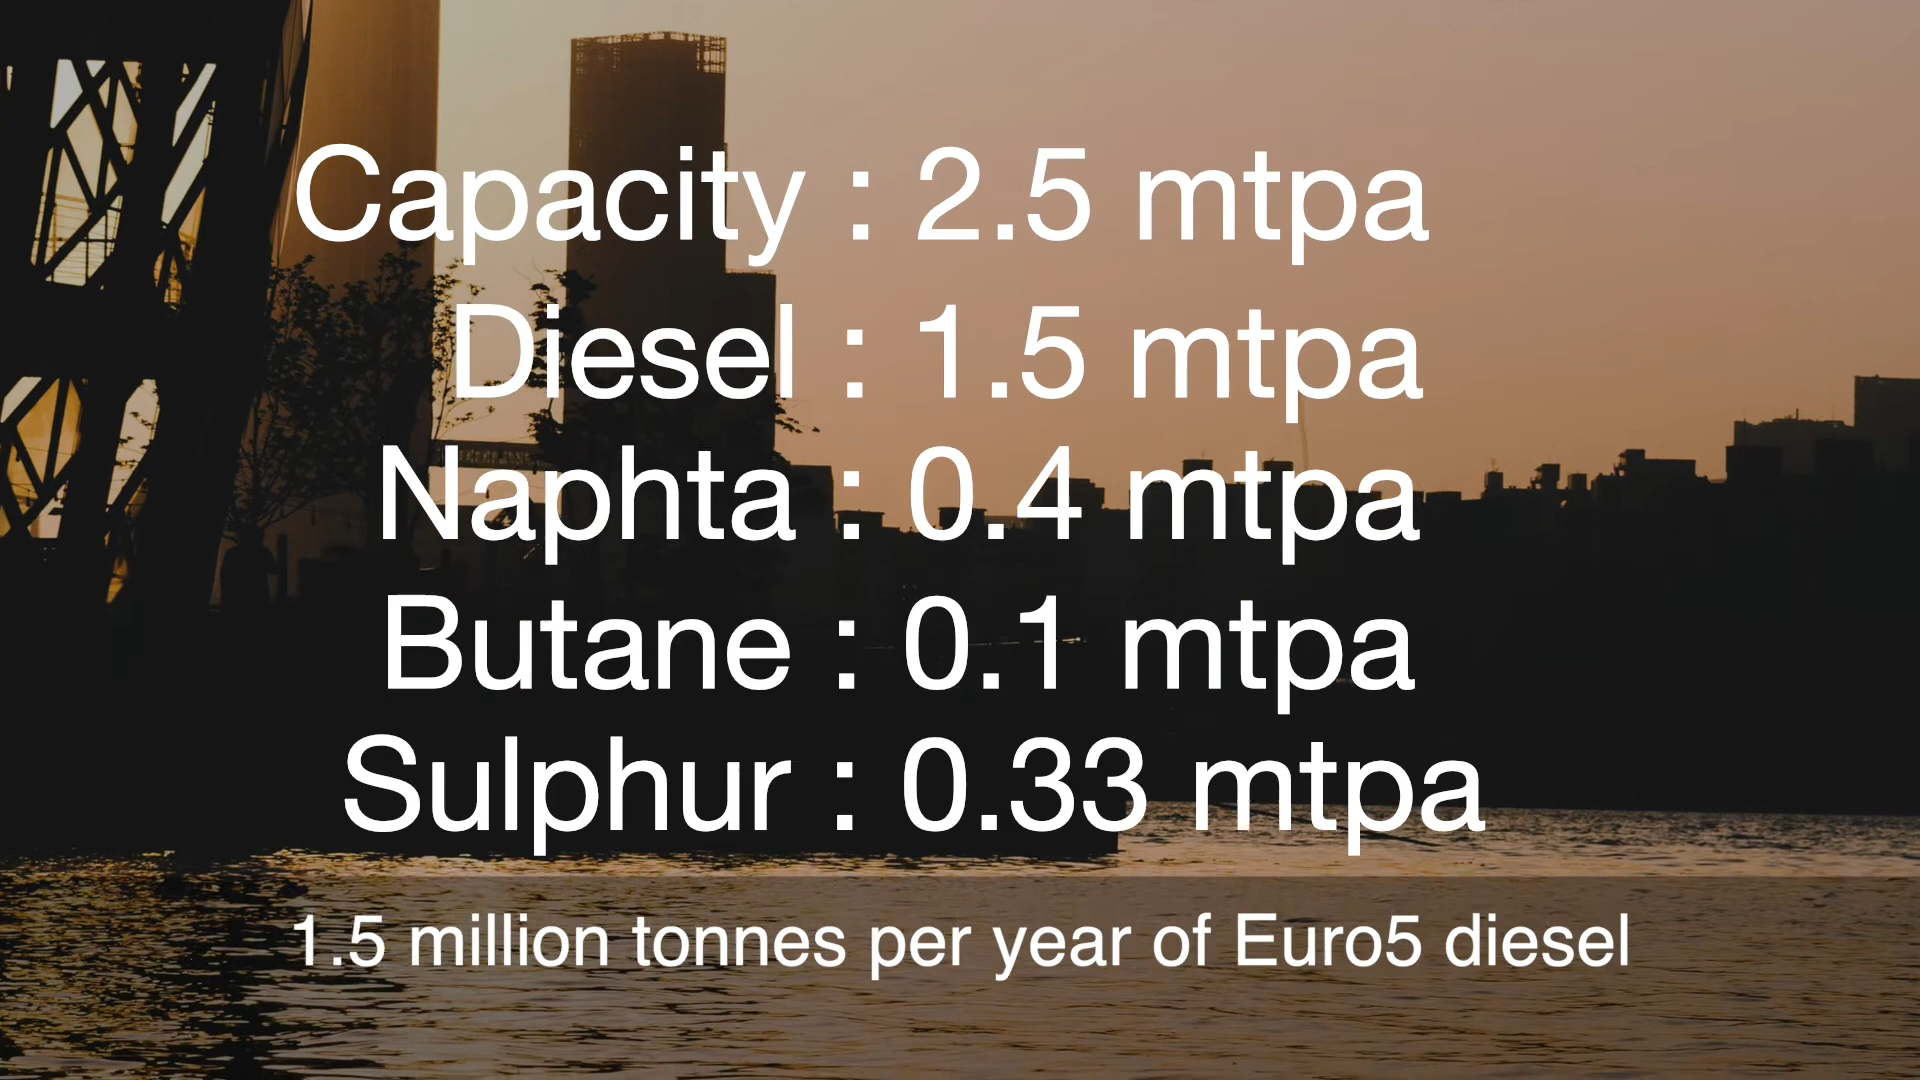 Capacity : 2.5 mtpa
Diesel : 1.5 mtpa
Naphta : 0.4 mtpa
Butane : 0.1 mtpa
Sulphur : 0.33 mtpa
1.5 million tonnes per year of Euro5 diesel